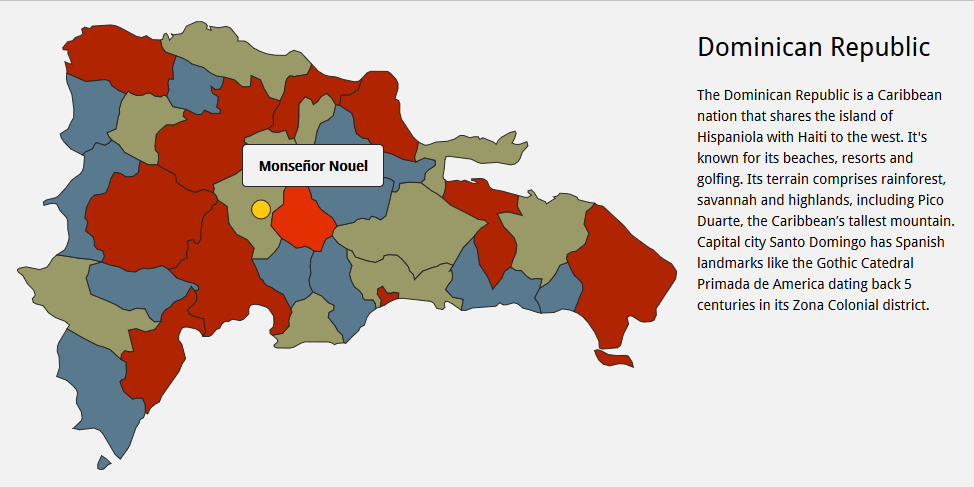 Dominican Republic
The Dominican Republic is a Caribbean
nation that shares the island of
Hispaniola with Haiti to the west. It's
known for its beaches, resorts and
golfing. Its terrain comprises rainforest,
savannah and highlands, including Pico
Duarte, the Caribbean’s tallest mountain.
Capital city Santo Domingo has Spanish
landmarks like the Gothic Catedral
Primada de America dating back 5
centuries in its Zona Colonial district.
Monseñor Nouel